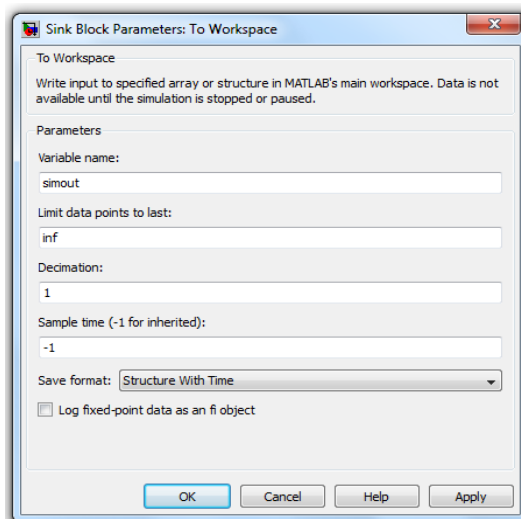 Sink Block Parameters: To Workspace
To Workspace
Write input to specified array or structure in MATLAB's main workspace. Data is not
available until the simulation is stopped or paused.
Parameters
Variable name:
simout
Limit data points to last:
inf
Decimation:
1
Sample time (-1 for inherited):
-1
Save format: Structure With Time
Log fixed-point data as an fi object
OK Cancel Help Apply